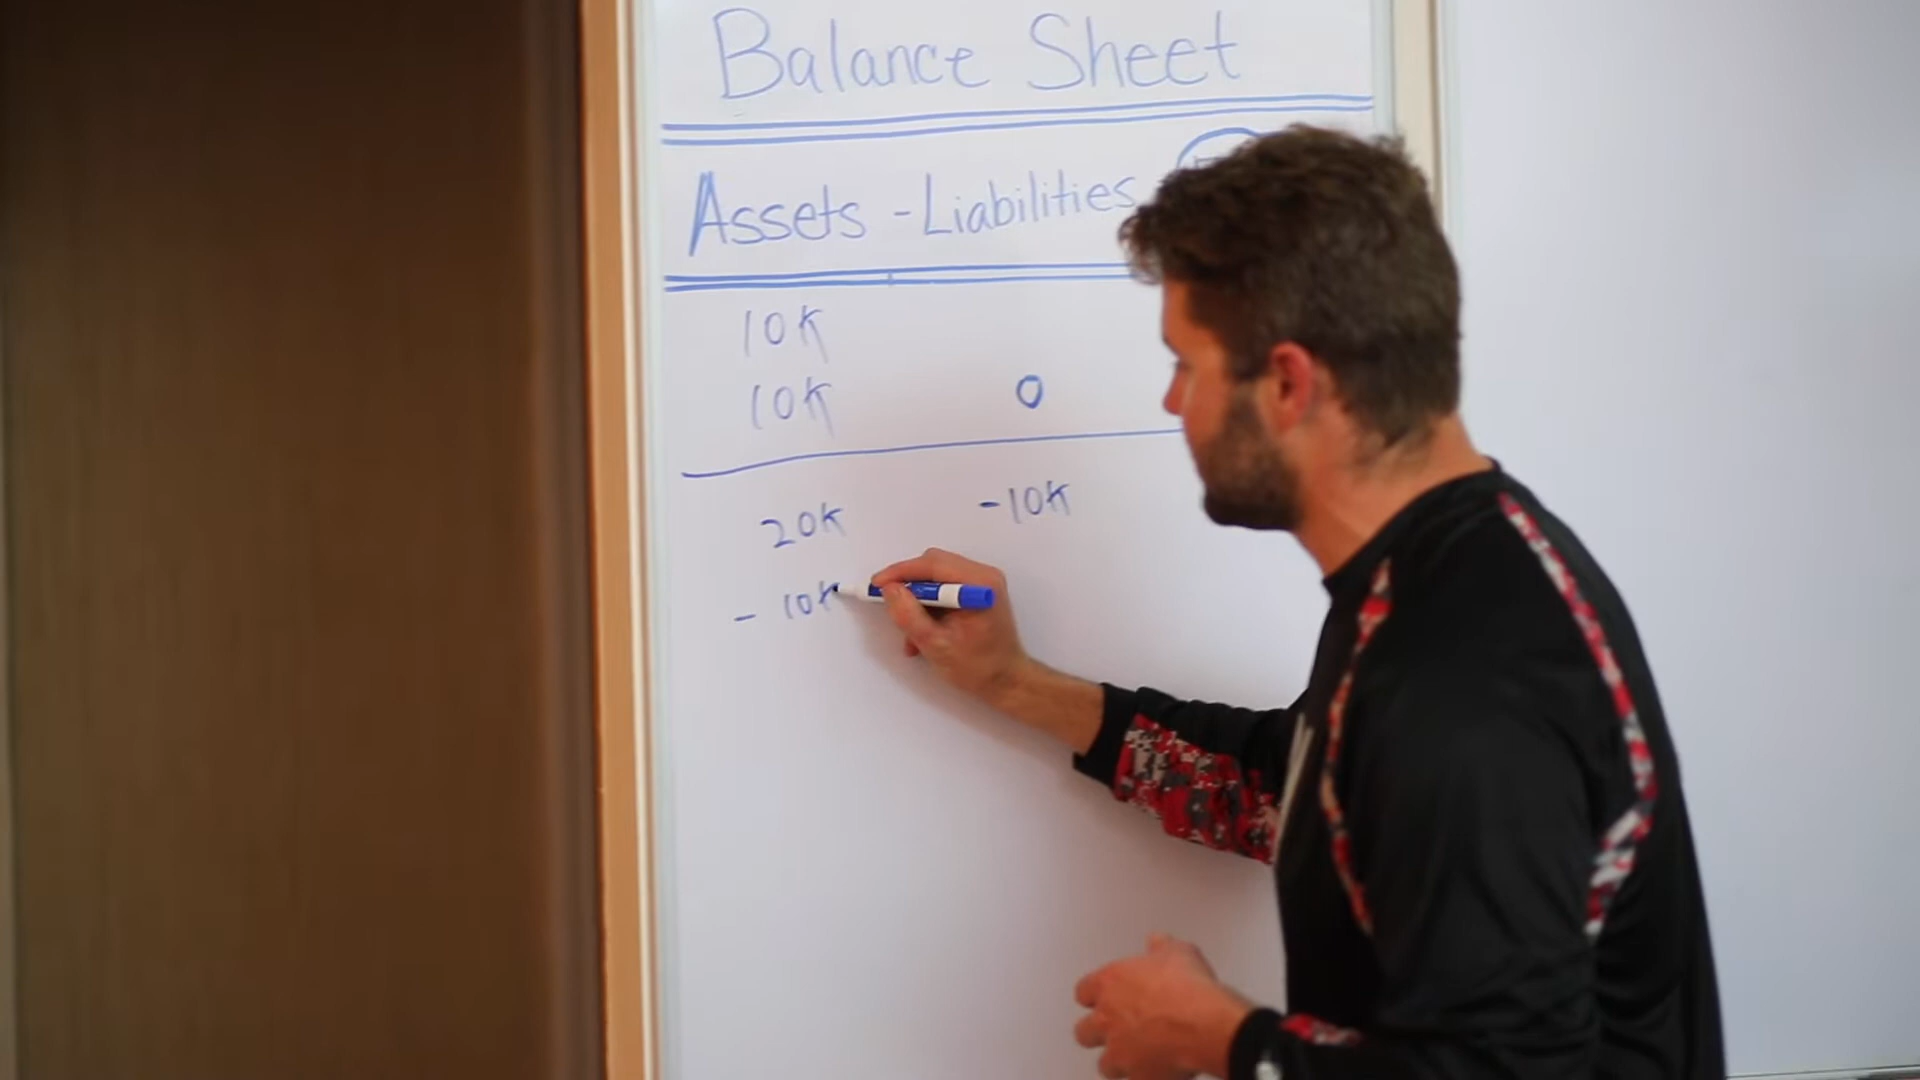 Balance Sheet
Assets - Liabilities
10K
10K 0
20K -10K
- 10K